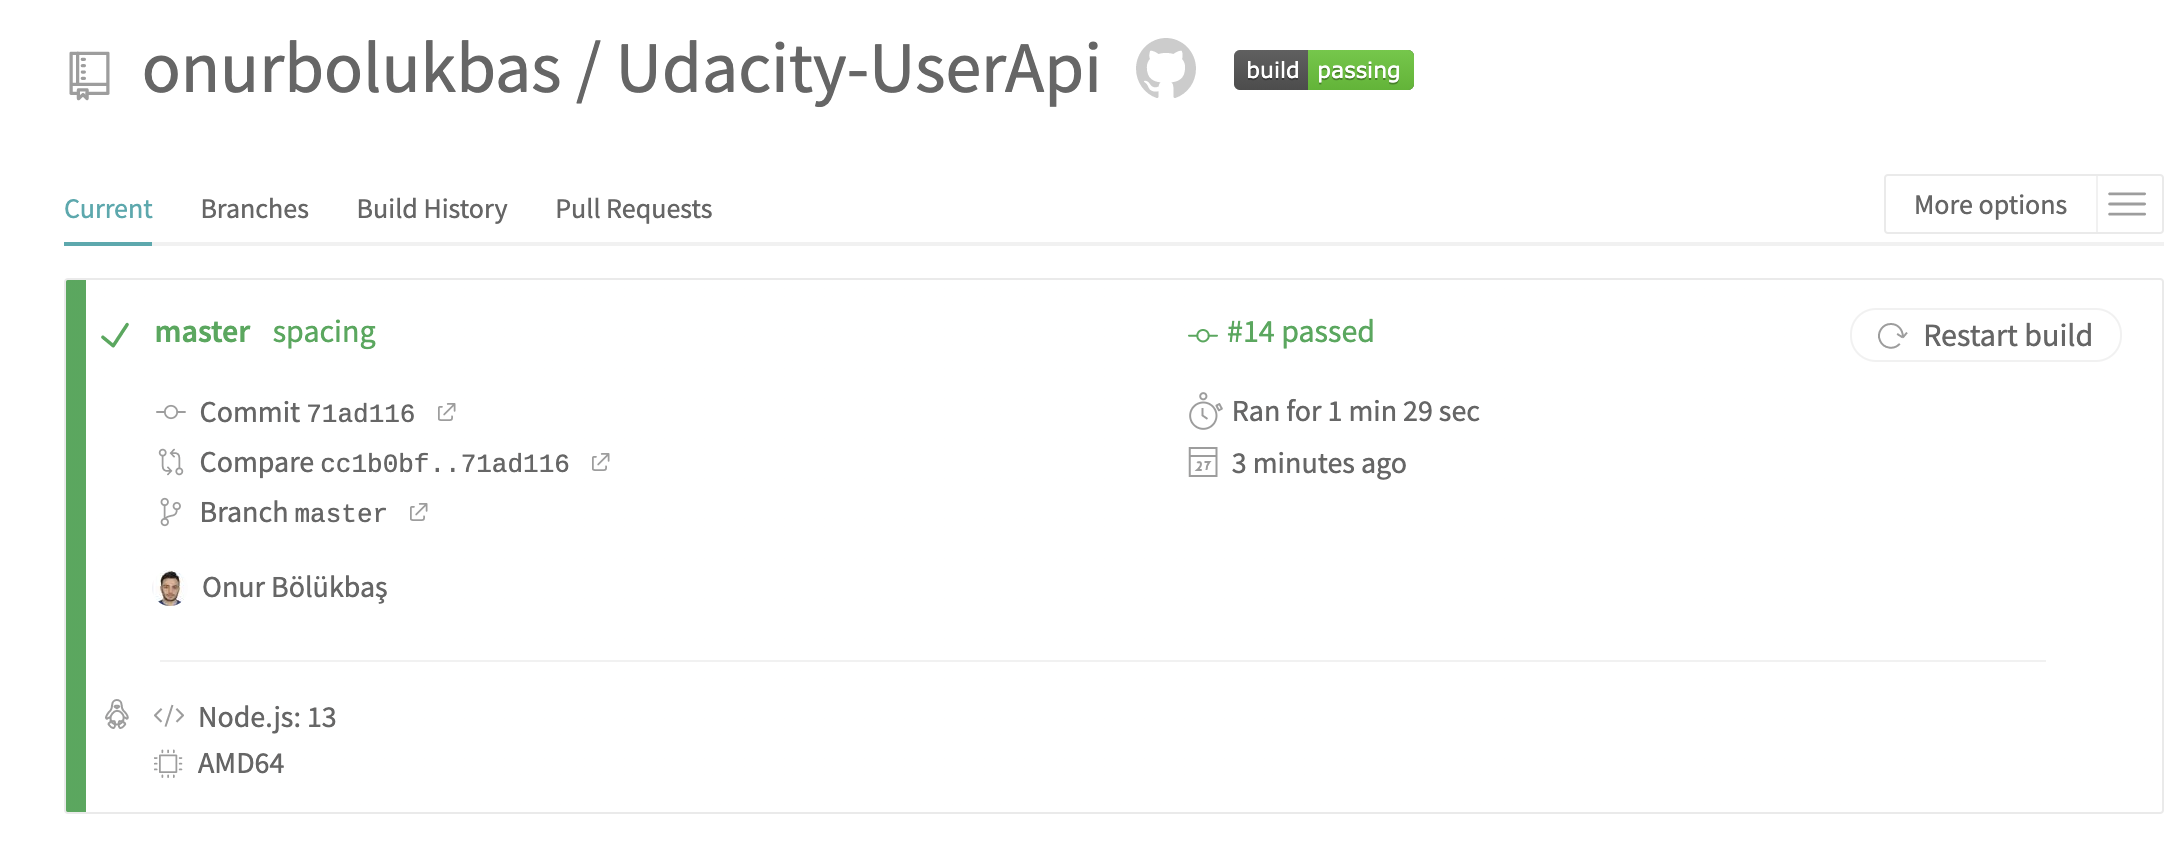 onurbolukbas / Udacity-UserApi build passing
Current Branches Build History Pull Requests More options
master spacing #14 passed Restart build
Commit 71ad116 Ran for 1 min 29 sec
Compare cc1b0bf..71ad116 27 3 minutes ago
Branch master
Onur Bölükbaş
</> Node.js: 13
AMD64